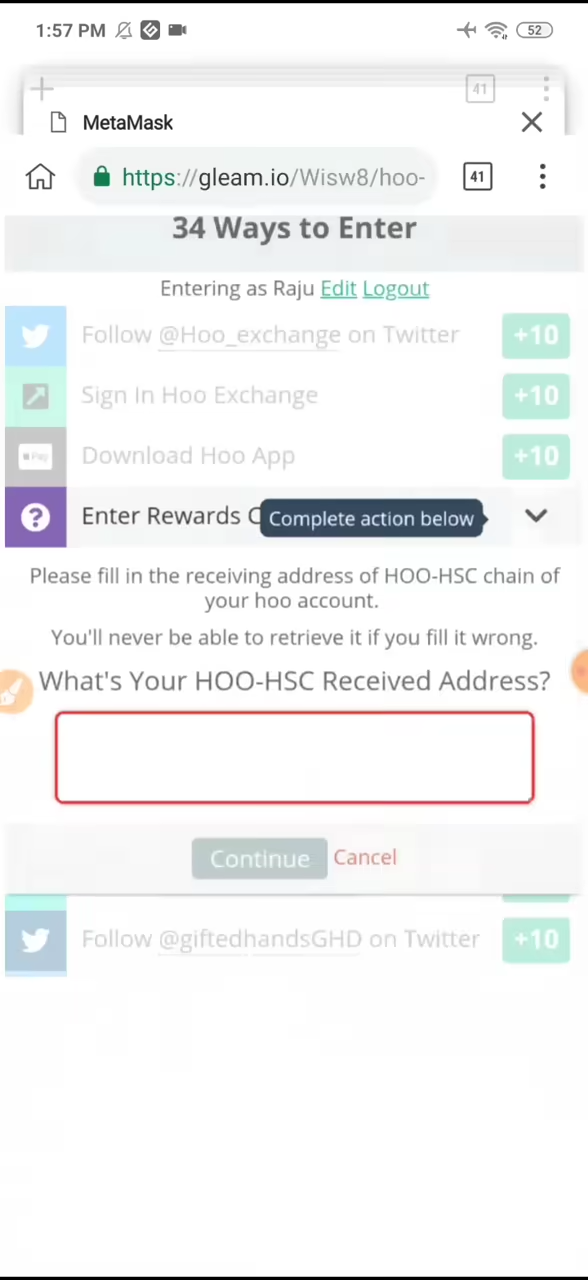 1:57 PM 52
41
MetaMask
https://gleam.io/Wisw8/hoo- 41
34 Ways to Enter
Entering as Raju Edit Logout
Follow @Hoo_exchange on Twitter +10
Sign In Hoo Exchange +10
Download Hoo App +10
Enter Rewards Complete action below
Please fill in the receiving address of HOO-HSC chain of
your hoo account.
You'll never be able to retrieve it if you fill it wrong.
What's Your HOO-HSC Received Address?
Continue Cancel
Follow @giftedhandsGHD on Twitter +10